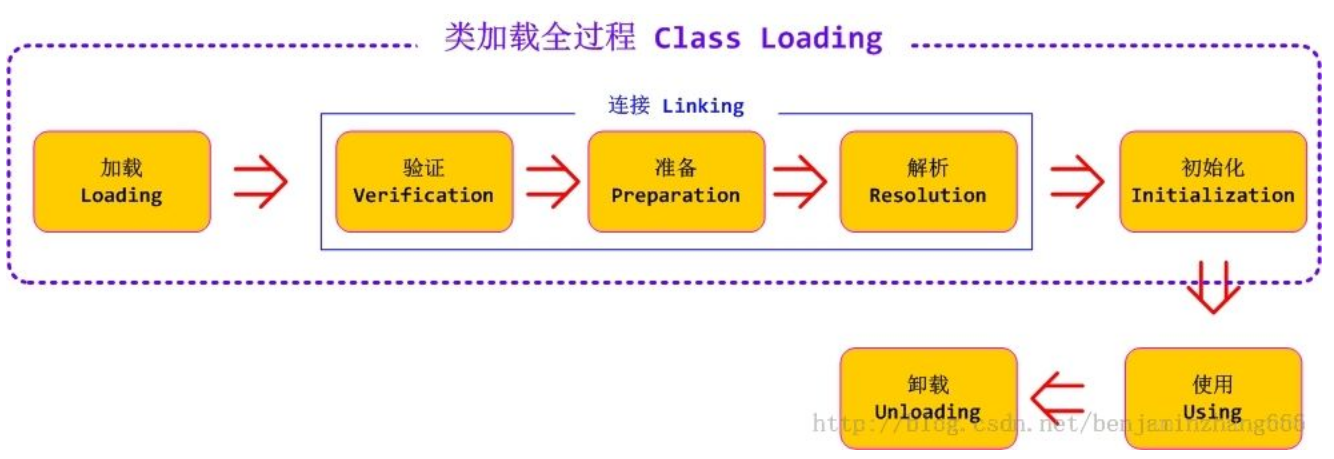 类加载全过程 Class Loading
连接 Linking
加载
Loading
验证
Verification
准备
Preparation
解析
Resolution
初始化
Initialization
卸载
Unloading
使用
Using
http://blog.csdn.net/benjaminzhang666